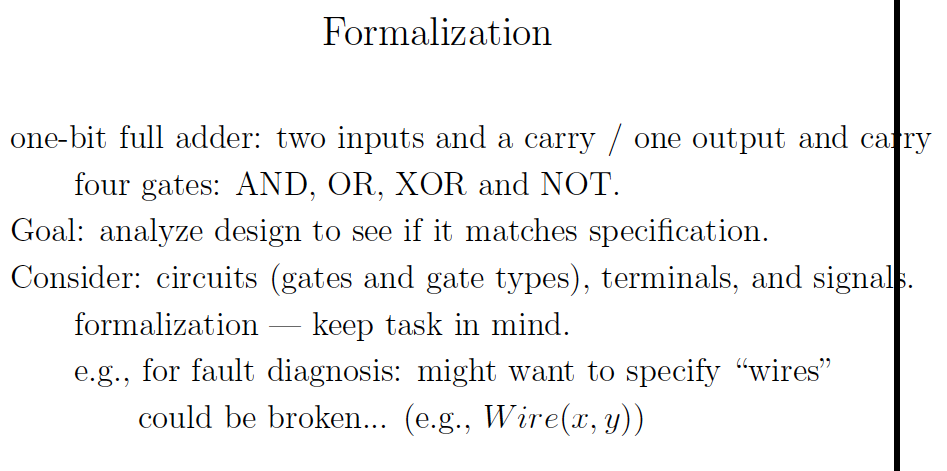 Formalization
one-bit full adder: two inputs and a carry / one output and carry
four gates: AND, OR, XOR and NOT.
Goal: analyze design to see if it matches specification.
Consider: circuits (gates and gate types), terminals, and signals.
formalization — keep task in mind.
e.g., for fault diagnosis: might want to specify “wires”
could be broken... (e.g., Wire(x, y))